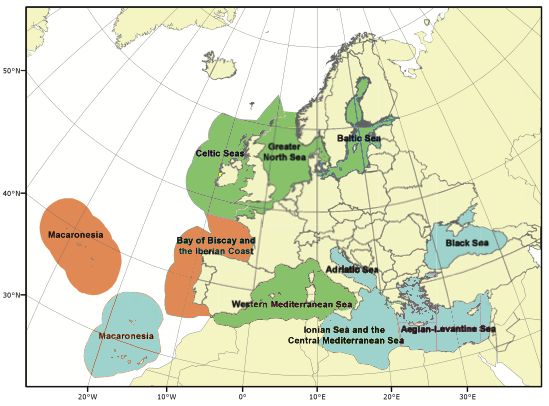 50°N
40°N
30°N
Celtic Seas
Greater
North Sea
Baltic Sea
Macaronesia
Bay of Biscay and
the Iberian Coast
Black Sea
Adriatic Sea
Western Mediterranean Sea
Macaronesia
Ionian Sea and the
Central Mediterranean Sea
Aegian-Levantine Sea
20°W
10°W
0°
10°E
20°E
30°E